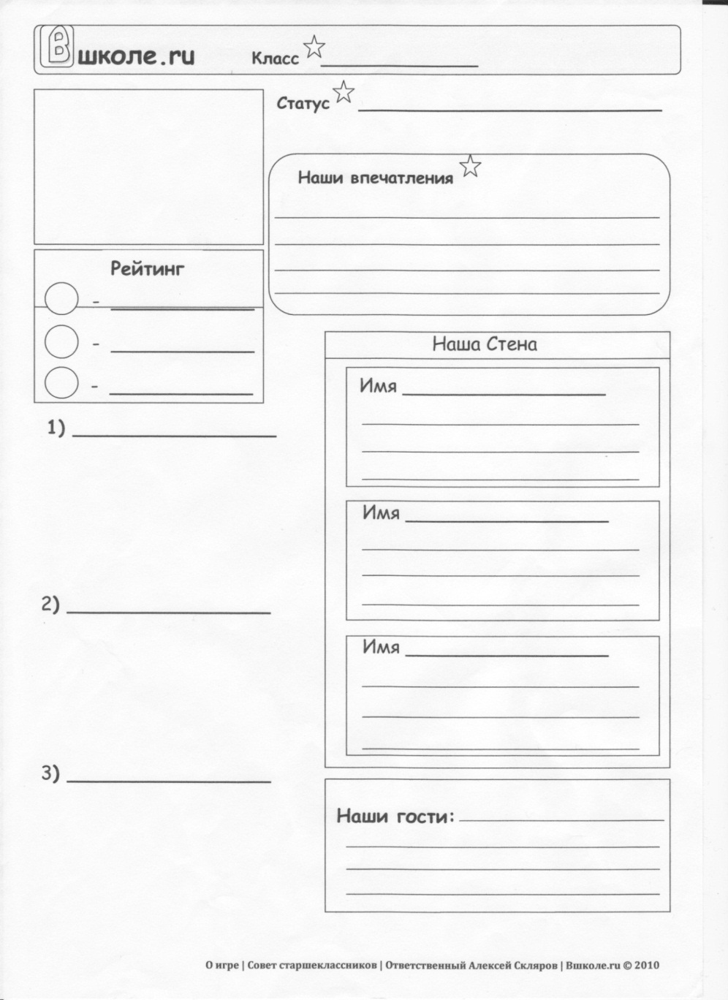 Вшколе.ru Класс
Статус
Наши впечатления
Рейтинг
-
-
-
1)
2)
3)
Наша Стена
Имя
Имя
Имя
Наши гости:
О игре | Совет старшеклассников | Ответственный Алексей Скляров | Вшколе.ru © 2010